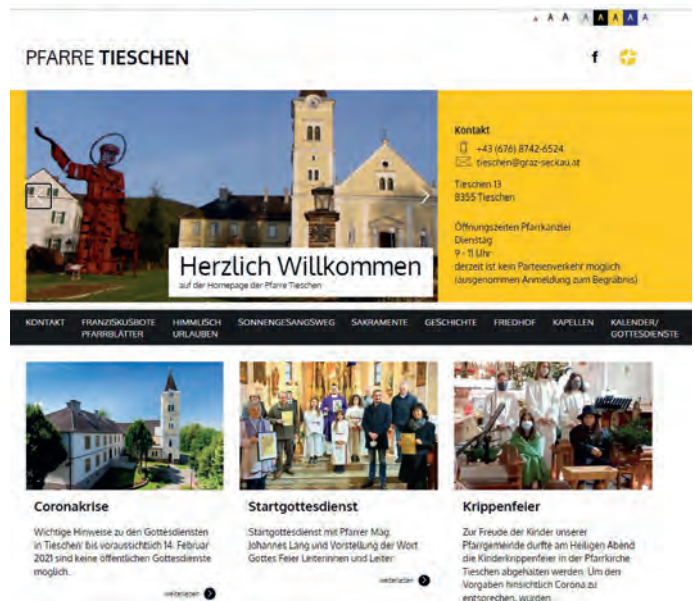 A A A A A A A A
PFARRE TIESCHEN
f
Kontakt
+43 (676) 8742-6524
tieschen@graz-seckau.at
Tieschen 13
8355 Tieschen
Öffnungszeiten Pfarrkanzlei
Dienstag
9 - 11 Uhr
derzeit ist kein Parteienverkehr möglich
(ausgenommen Anmeldung zum Begräbnis)
Herzlich Willkommen
auf der Homepage der Pfarre Tieschen
KONTAKT
FRANZISKUSBOTE
PFARRBLÄTTER
HIMMLISCH
URLAUBEN
SONNENGESANGSWEG
SAKRAMENTE
GESCHICHTE
FRIEDHOF
KAPELLEN
KALENDER/
GOTTESDIENSTE
Coronakrise
Wichtige Hinweise zu den Gottesdiensten
in Tieschen: bis voraussichtlich 14. Februar
2021 sind keine öffentlichen Gottesdienste
möglich.
weiterlesen
Startgottesdienst
Startgottesdienst mit Pfarrer Mag.
Johannes Lang und Vorstellung der Wort
Gottes Feier Leiterinnen und Leiter
weiterlesen
Krippenfeier
Zur Freude der Kinder unserer
Pfarrgemeinde durfte am Heiligen Abend
die Kinderkrippenfeier in der Pfarrkirche
Tieschen abgehalten werden. Um den
Vorgaben hinsichtlich Corona zu
entsprechen, wurden